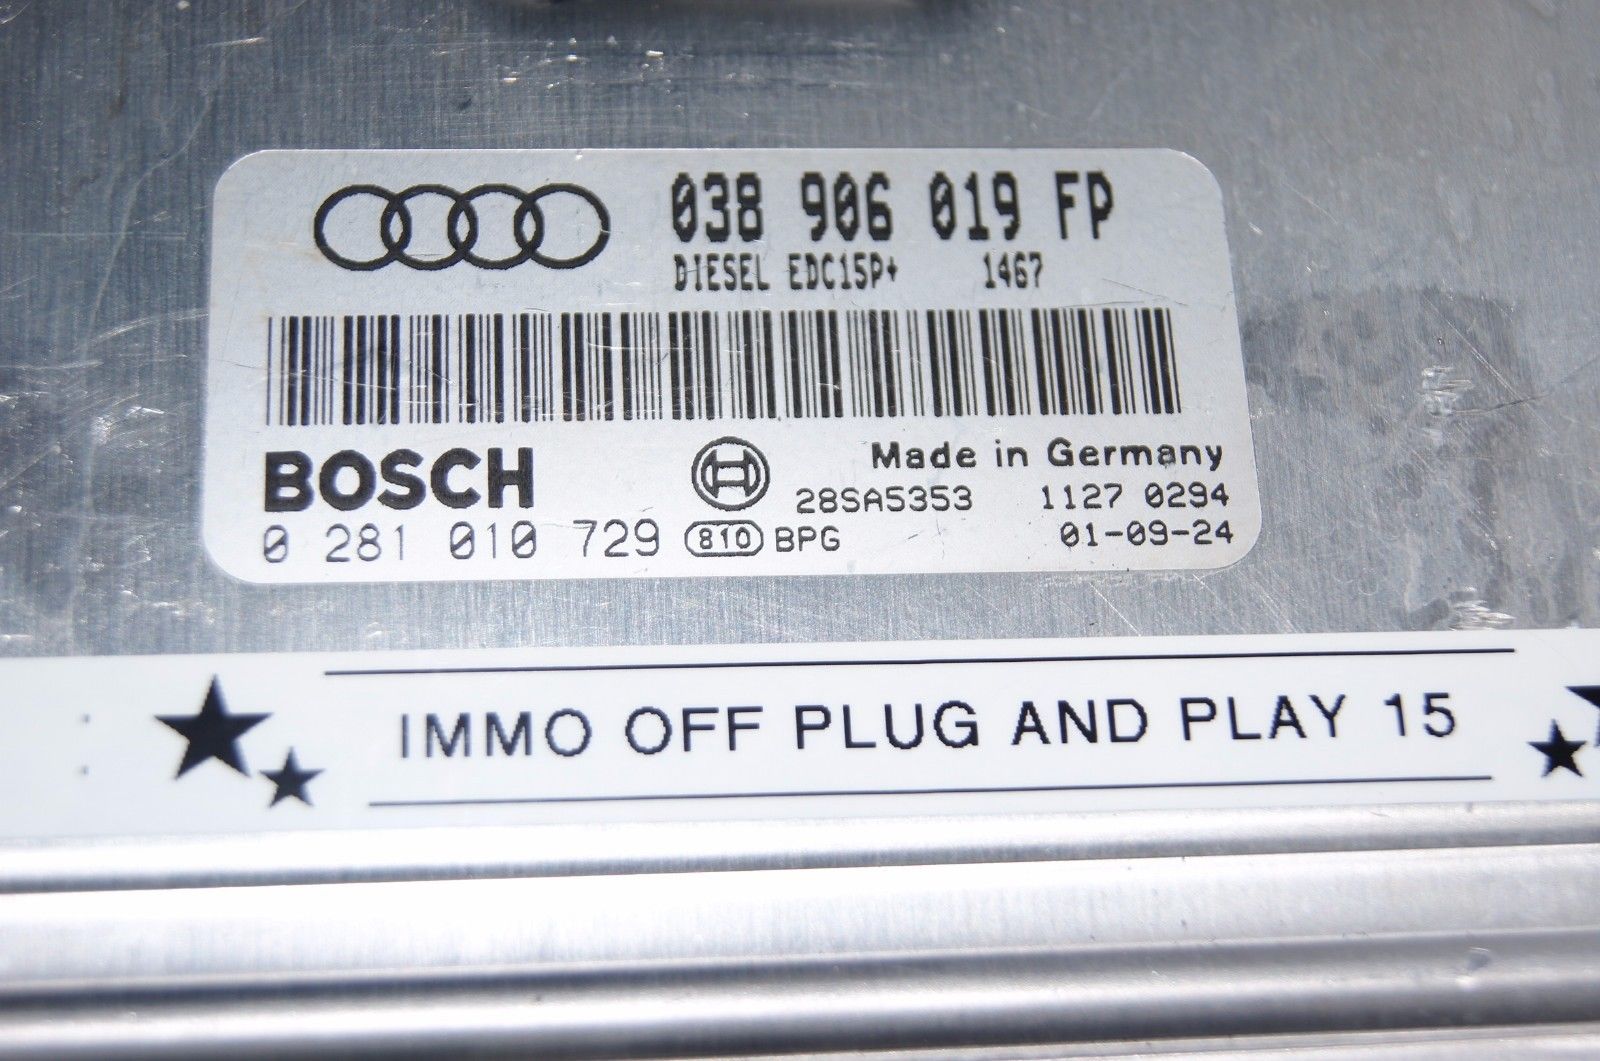 038 906 019 FP
DIESEL EDC15P+ 1467
BOSCH
Made in Germany
28SA5353 1127 0294
0 281 010 729 810 BPG 01-09-24
IMMO OFF PLUG AND PLAY 15